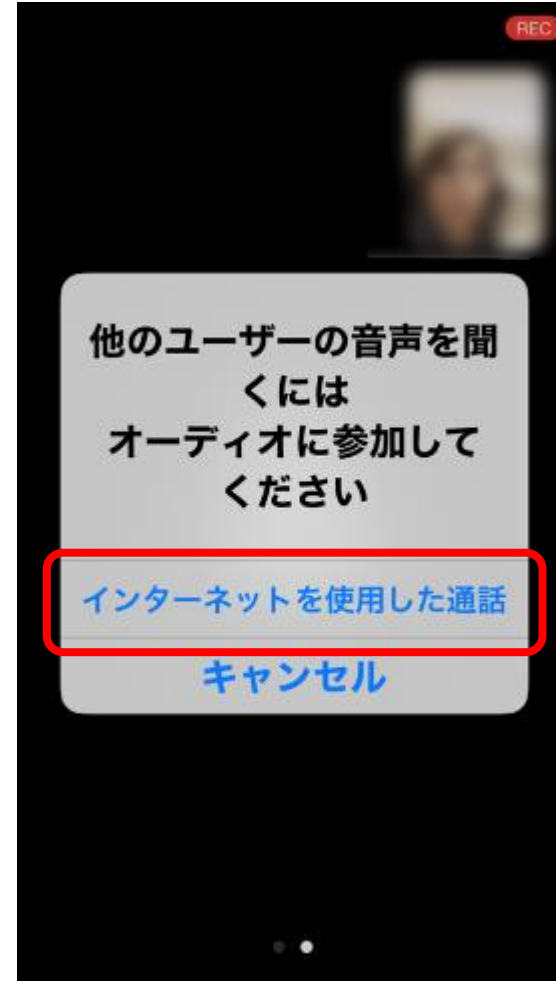 REC
他のユーザーの音声を聞
くには
オーディオに参加して
ください
インターネットを使用した通話
キャンセル